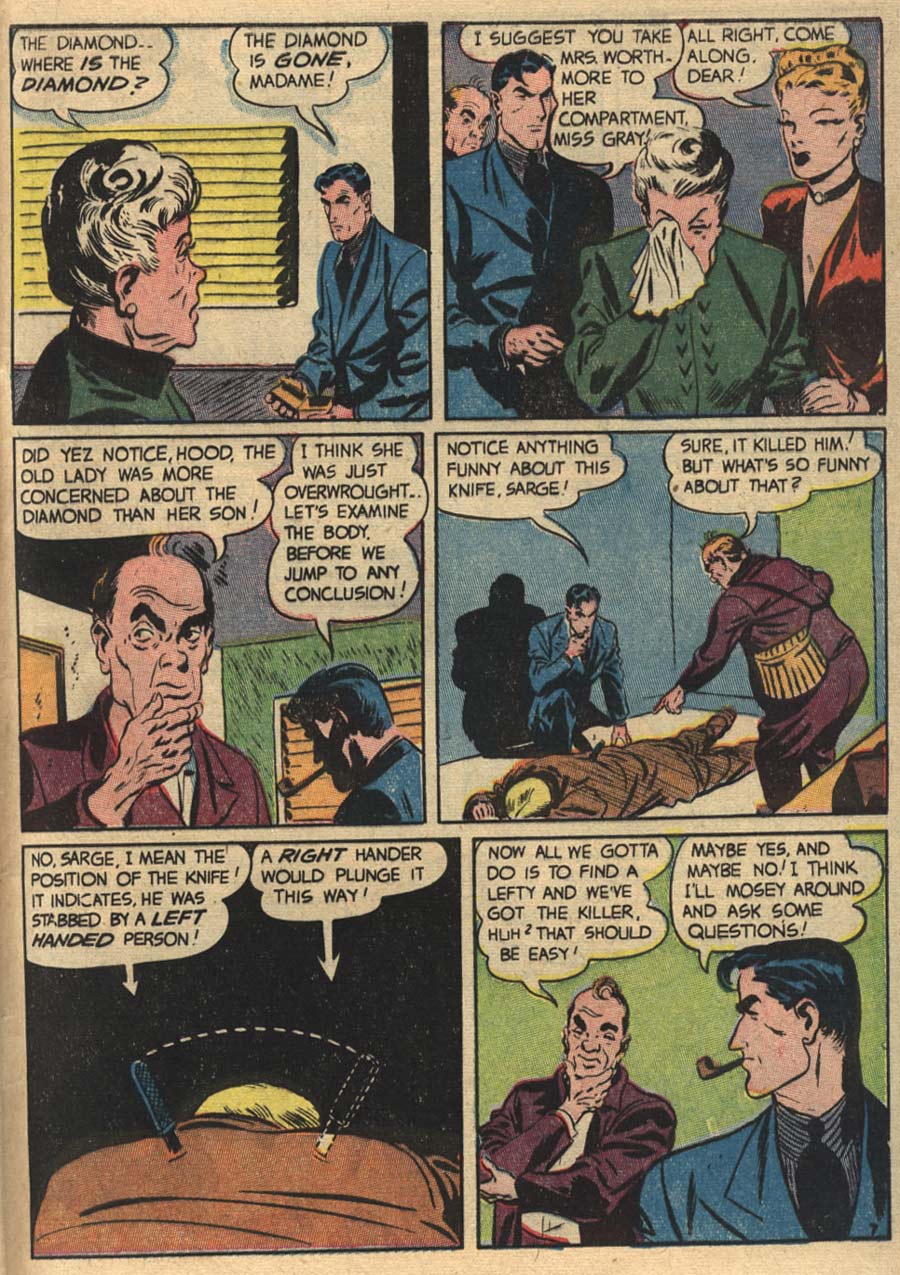 THE DIAMOND--
WHERE IS THE
DIAMOND?
THE DIAMOND
IS GONE,
MADAME!
I SUGGEST YOU TAKE
MRS. WORTH-
MORE TO
HER
COMPARTMENT,
MISS GRAY!
ALL RIGHT, COME
ALONG,
DEAR!
DID YEZ NOTICE, HOOD, THE
OLD LADY WAS MORE
CONCERNED ABOUT THE
DIAMOND THAN HER SON!
I THINK SHE
WAS JUST
OVERWROUGHT..
LET'S EXAMINE
THE BODY,
BEFORE WE
JUMP TO ANY
CONCLUSION!
NOTICE ANYTHING
FUNNY ABOUT THIS
KNIFE, SARGE!
SURE, IT KILLED HIM!
BUT WHAT'S SO FUNNY
ABOUT THAT?
NO, SARGE, I MEAN THE
POSITION OF THE KNIFE!
IT INDICATES, HE WAS
STABBED BY A LEFT
HANDED PERSON!
A RIGHT HANDER
WOULD PLUNGE IT
THIS WAY!
NOW ALL WE GOTTA
DO IS TO FIND A
LEFTY AND WE'VE
GOT THE KILLER,
HUH? THAT SHOULD
BE EASY!
MAYBE YES, AND
MAYBE NO! I THINK
I'LL MOSEY AROUND
AND ASK SOME
QUESTIONS!
7